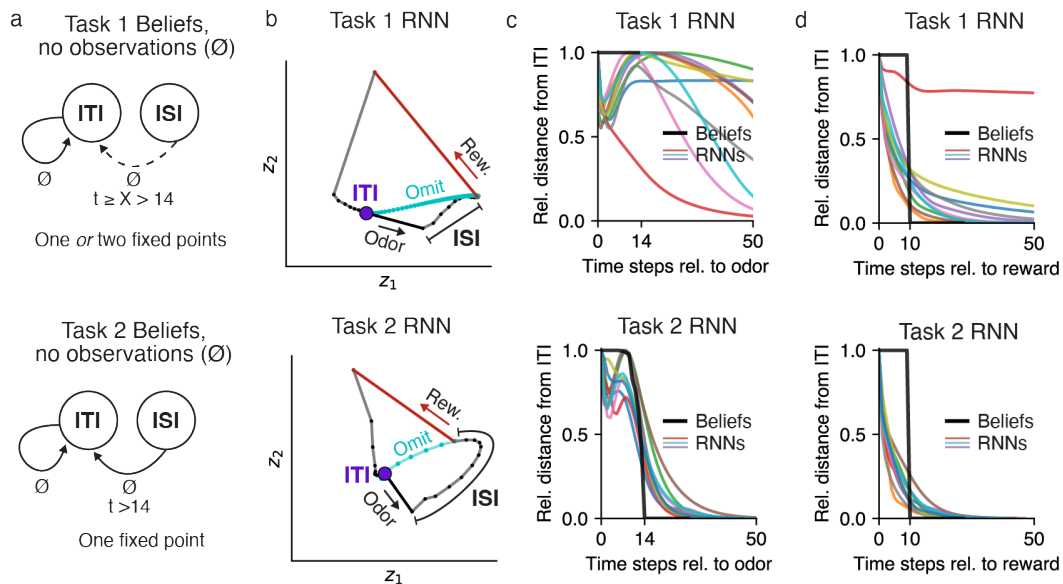 a
Task 1 Beliefs,
no observations (Ø)
ITI
ISI
Ø
Ø
t ≥ X > 14
One or two fixed points
b
Task 1 RNN
z2
z1
ITI
Omit
Rew.
Odor
ISI
c
Task 1 RNN
Rel. distance from ITI
1.0
0.5
0.0
Beliefs
RNNs
0
14
50
Time steps rel. to odor
d
Task 1 RNN
Rel. distance from ITI
1.0
0.5
0.0
Beliefs
RNNs
0
10
50
Time steps rel. to reward
Task 2 Beliefs,
no observations (Ø)
ITI
ISI
Ø
Ø
t >14
One fixed point
Task 2 RNN
z2
z1
Rew.
Omit
ITI
ISI
Odor
Task 2 RNN
Rel. distance from ITI
1.0
0.5
0.0
Beliefs
RNNs
0
14
50
Time steps rel. to odor
Task 2 RNN
Rel. distance from ITI
1.0
0.5
0.0
Beliefs
RNNs
0
10
50
Time steps rel. to reward